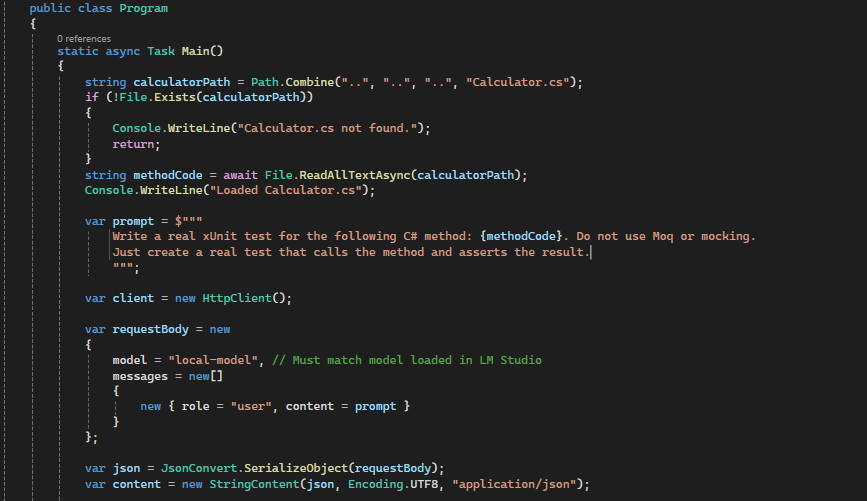 public class Program
{
0 references
static async Task Main()
{
string calculatorPath = Path.Combine("..", "..", "..", "Calculator.cs");
if (!File.Exists(calculatorPath))
{
Console.WriteLine("Calculator.cs not found.");
return;
}
string methodCode = await File.ReadAllTextAsync(calculatorPath);
Console.WriteLine("Loaded Calculator.cs");
var prompt = $"""
Write a real xUnit test for the following C# method: {methodCode}. Do not use Moq or mocking.
Just create a real test that calls the method and asserts the result.
""";
var client = new HttpClient();
var requestBody = new
{
model = "local-model", // Must match model loaded in LM Studio
messages = new[]
{
new { role = "user", content = prompt }
}
};
var json = JsonConvert.SerializeObject(requestBody);
var content = new StringContent(json, Encoding.UTF8, "application/json");